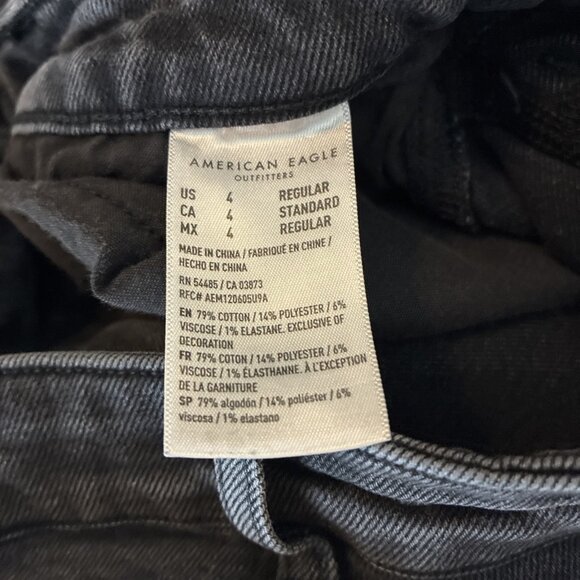 AMERICAN EAGLE
OUTFITTERS
US 4 REGULAR
CA 4 STANDARD
MX 4 REGULAR
MADE IN CHINA / FABRIQUÉ EN CHINE /
HECHO EN CHINA
RN 54485 / CA 03873
RFC# AEM120605U9A
EN 79% COTTON / 14% POLYESTER / 6%
VISCOSE / 1% ELASTANE. EXCLUSIVE OF
DECORATION
FR 79% COTON / 14% POLYESTER / 6%
VISCOSE / 1% ÉLASTHANNE. À L'EXCEPTION
DE LA GARNITURE
SP 79% algodón / 14% poliéster / 6%
viscosa / 1% elastano